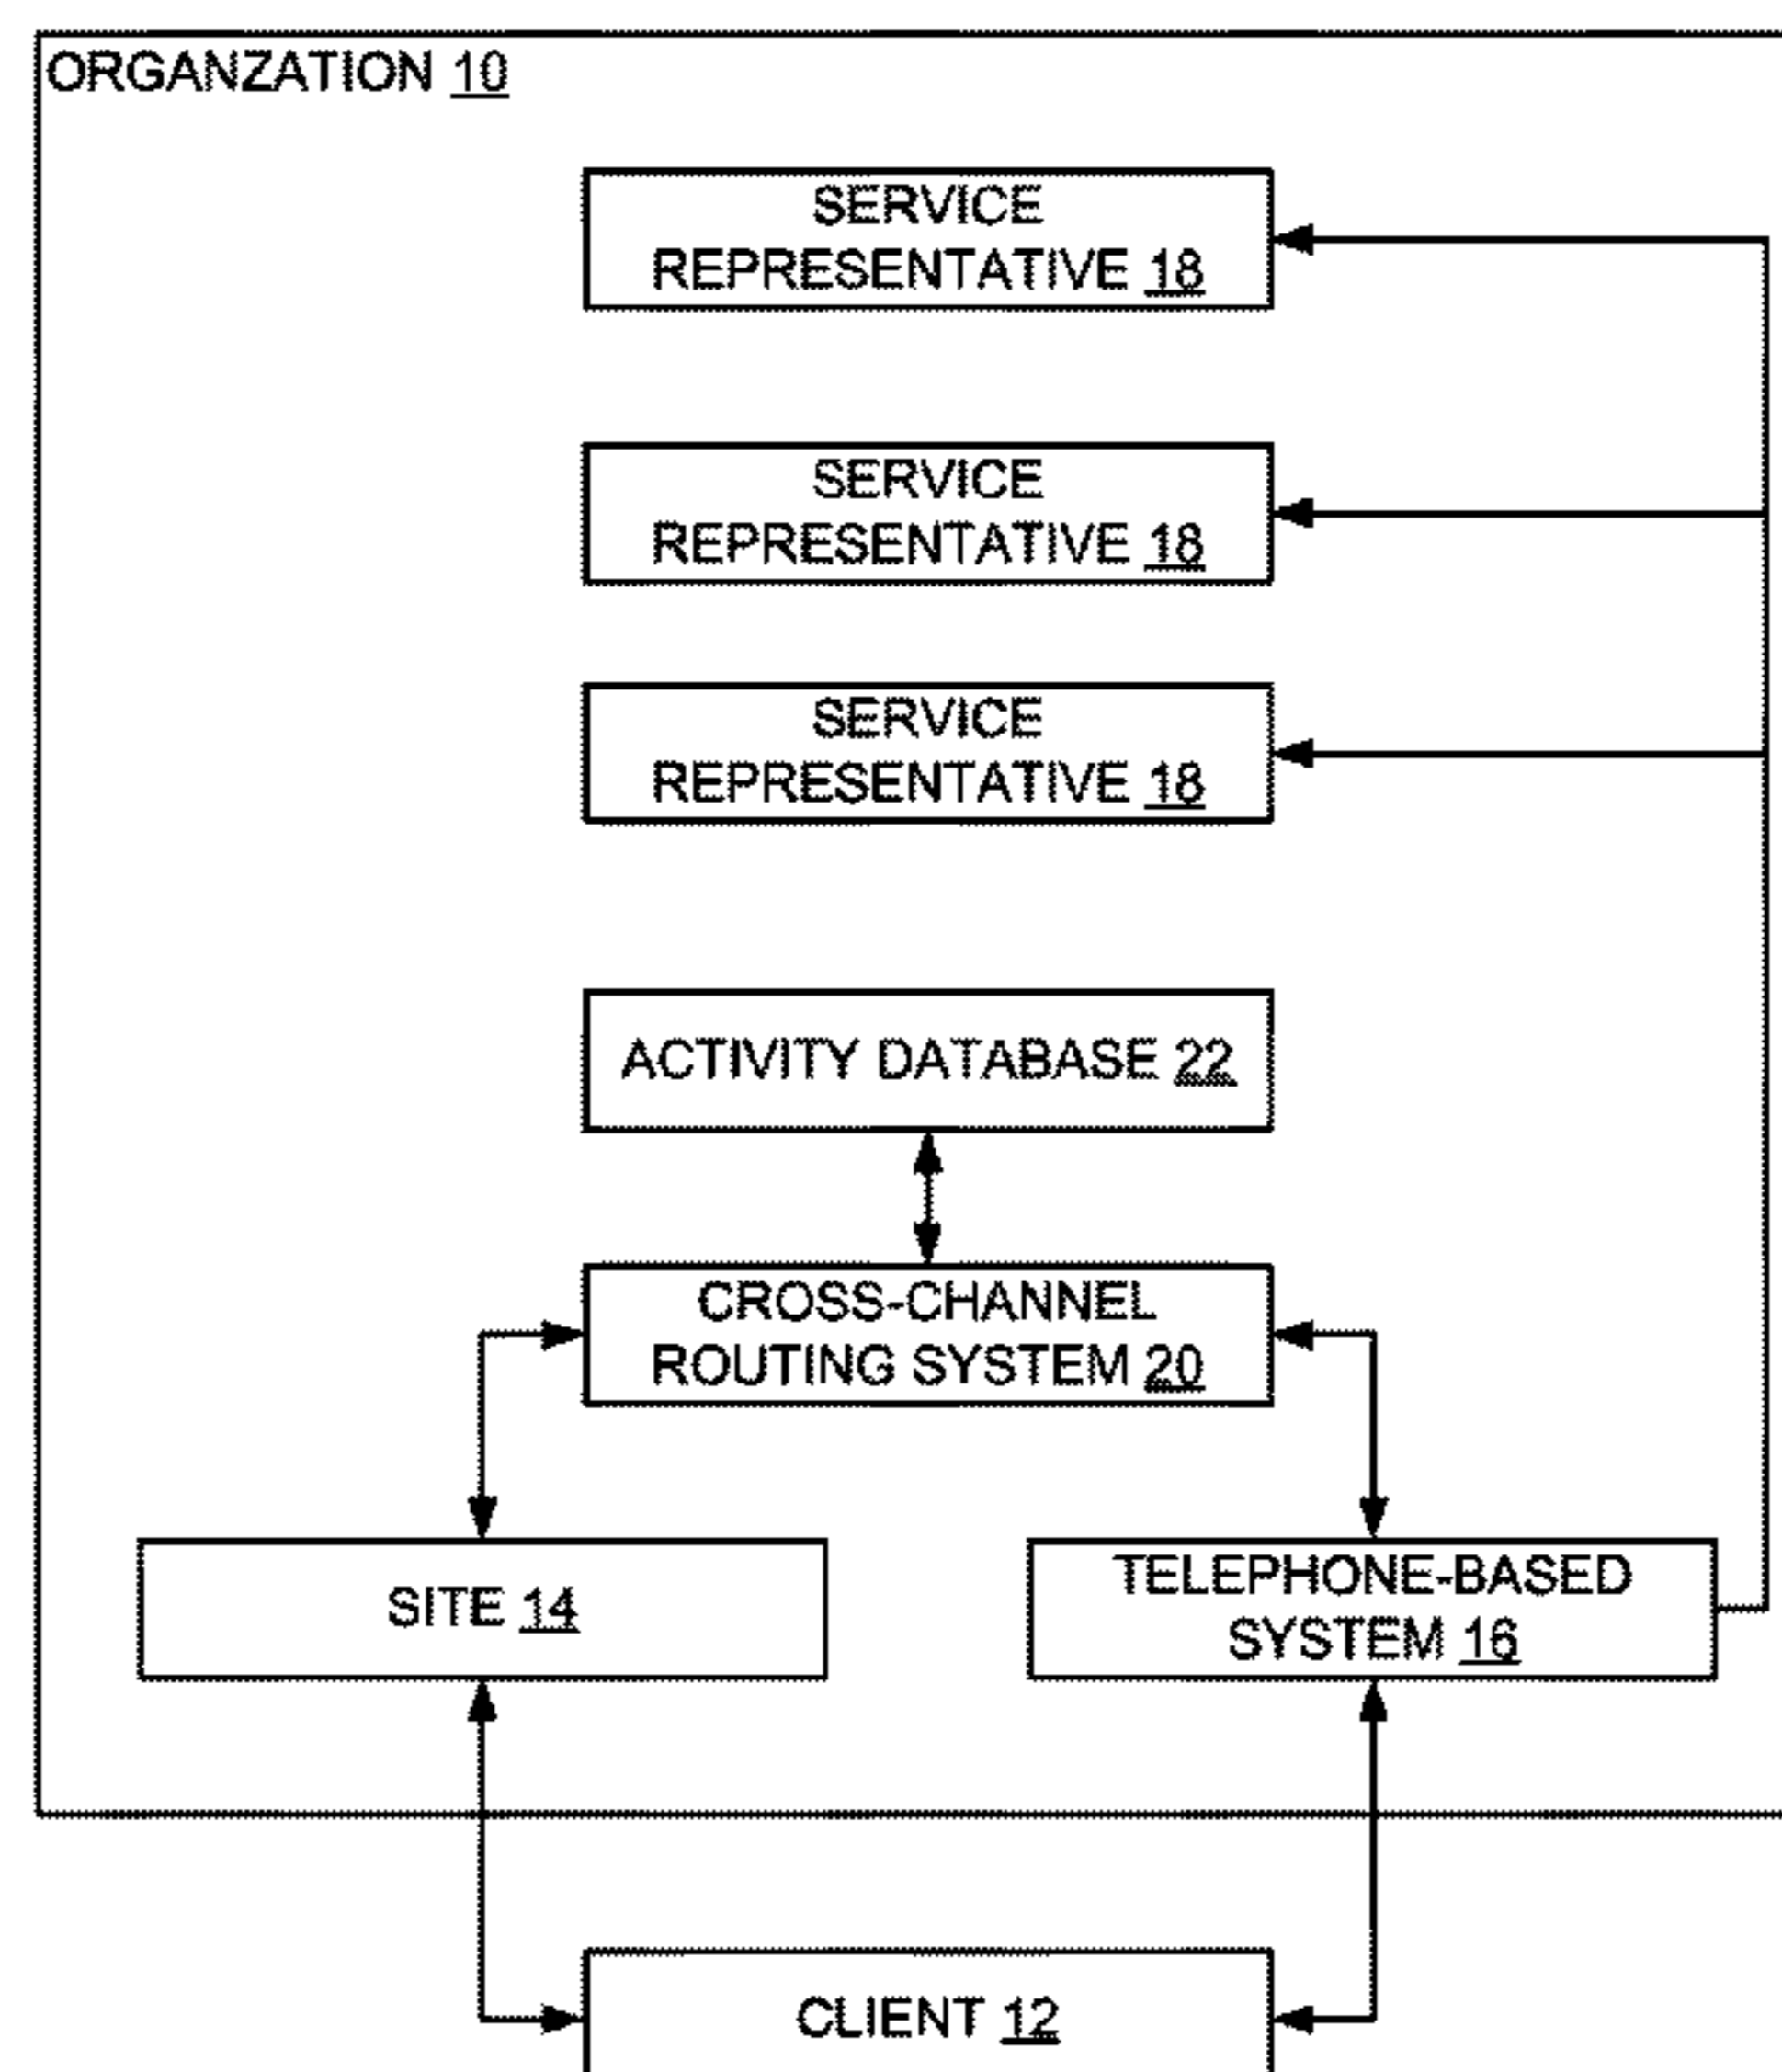 ORGANZATION 10
SERVICE
REPRESENTATIVE 18
SERVICE
REPRESENTATIVE 18
SERVICE
REPRESENTATIVE 18
ACTIVITY DATABASE 22
CROSS-CHANNEL
ROUTING SYSTEM 20
SITE 14
TELEPHONE-BASED
SYSTEM 16
CLIENT 12